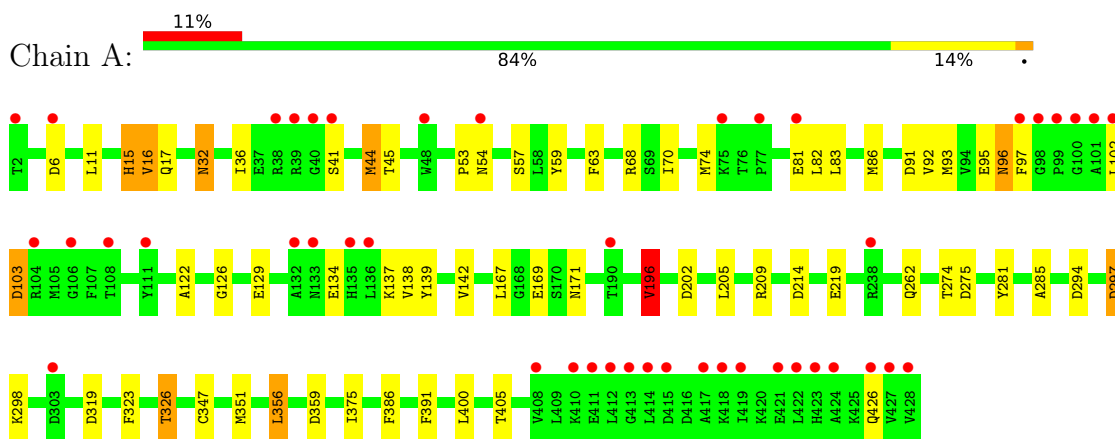 11%
Chain A:
84% 14% •
T2 D6 L11 H15 V16 Q17 N32 I36 E37 R38 R39 G40 S41 M44 T45 W48 P53 N54 S57 L58 Y59 F63 R68 S69 I70 M74 K75 T76 P77 E81 L82 L83 M86 D91 V92 M93 V94 E95 N96 F97 G98 P99 G100 A101 L102
D103 R104 M105 G106 F107 T108 Y111 A122 G126 E129 A132 N133 E134 H135 L136 K137 V138 Y139 V142 L167 G168 E169 S170 N171 T190 V196 D202 L205 R209 D214 E219 R238 Q262 T274 D275 Y281 A285 D294 D297
K298 D303 D319 F323 T326 C347 M351 L356 D359 I375 F386 F391 L400 T405 V408 L409 K410 E411 L412 G413 L414 D415 D416 A417 K418 I419 K420 E421 L422 H423 A424 K425 Q426 V427 V428